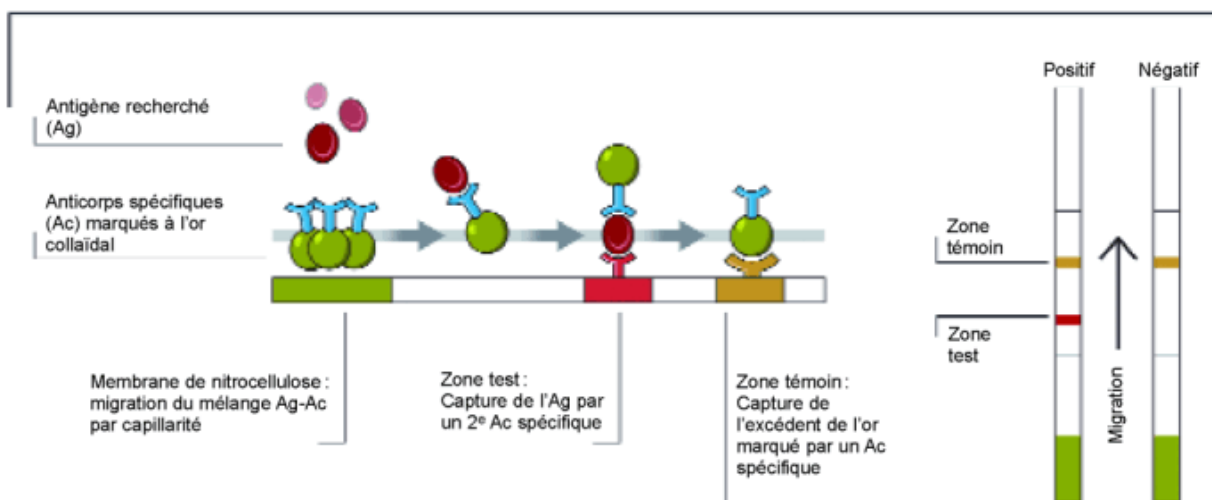 Positif
Négatif
Antigène recherché
(Ag)
Anticorps spécifiques
(Ac) marqués à l'or
collaïdal
Zone
témoin
Zone
test
Migration
Membrane de nitrocellulose :
migration du mélange Ag-Ac
par capillarité
Zone test :
Capture de l'Ag par
un 2e Ac spécifique
Zone témoin :
Capture de
l'excédent de l'or
marqué par un Ac
spécifique